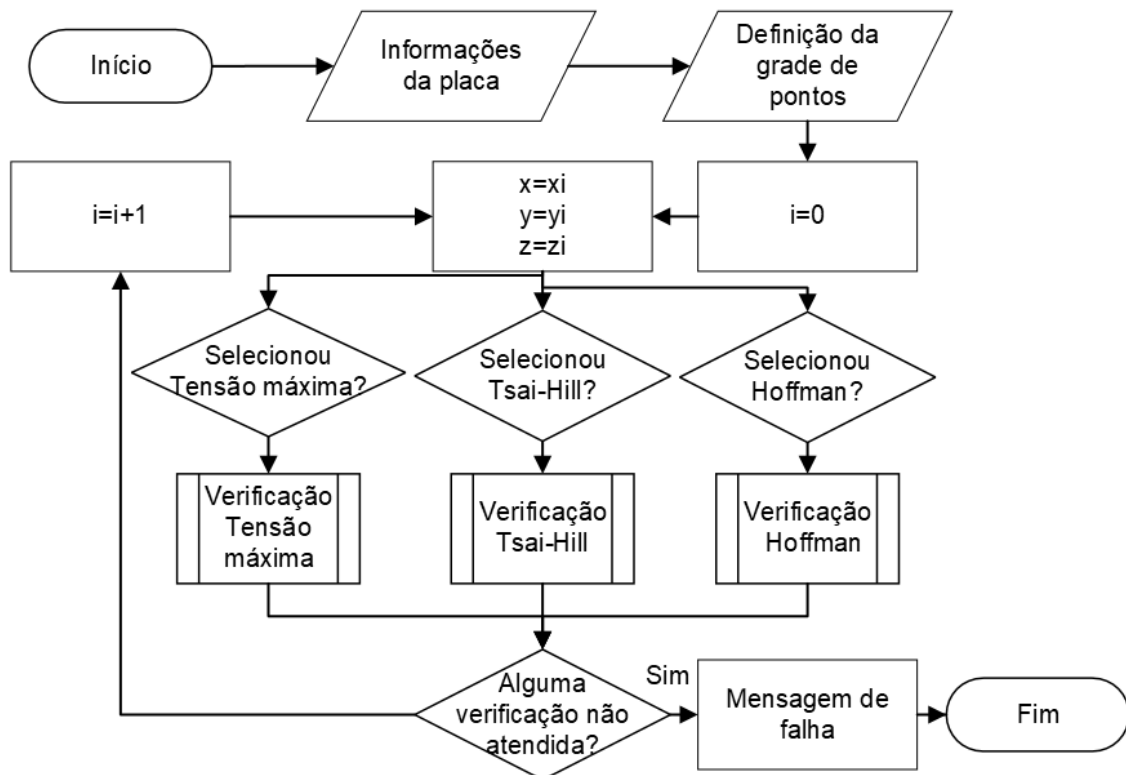 Início
Informações
da placa
Definição da
grade de
pontos
i=i+1
x=xi
y=yi
z=zi
i=0
Selecionou
Tensão máxima?
Selecionou
Tsai-Hill?
Selecionou
Hoffman?
Verificação
Tensão
máxima
Verificação
Tsai-Hill
Verificação
Hoffman
Alguma
verificação não
atendida?
Sim
Mensagem de
falha
Fim